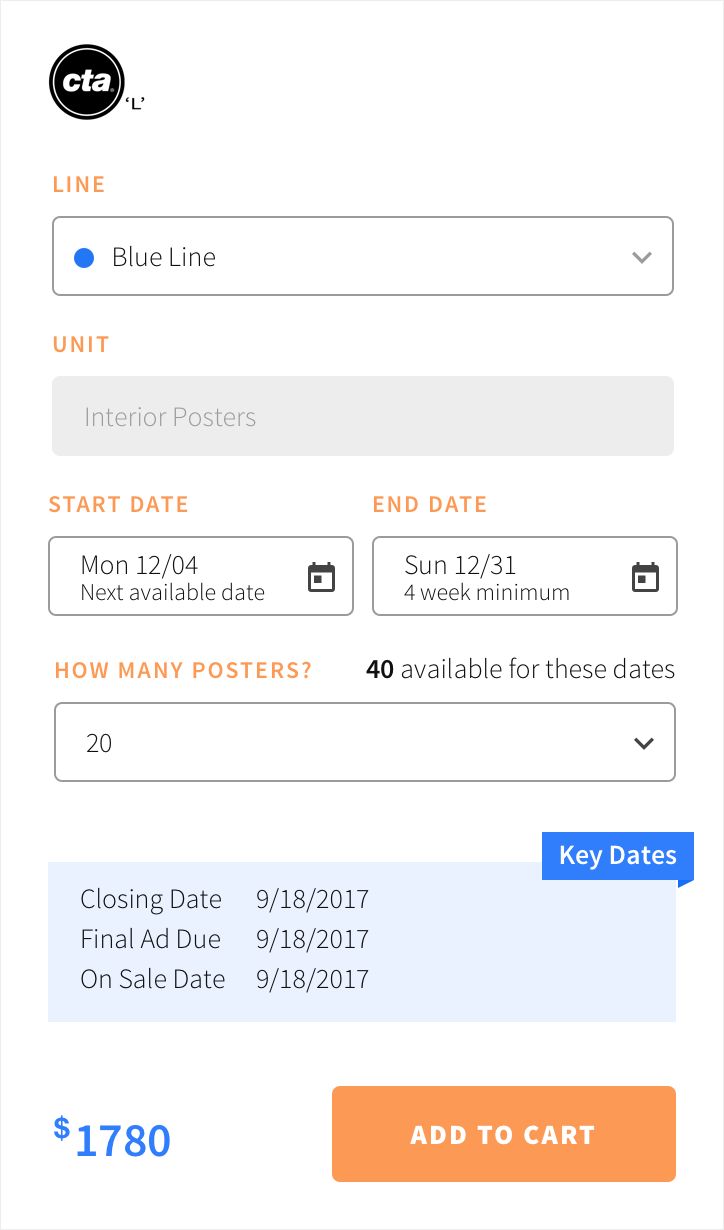 cta
‘L’
LINE
Blue Line
UNIT
Interior Posters
START DATE
END DATE
Mon 12/04
Next available date
Sun 12/31
4 week minimum
HOW MANY POSTERS?
40 available for these dates
20
Key Dates
Closing Date 9/18/2017
Final Ad Due 9/18/2017
On Sale Date 9/18/2017
$1780
ADD TO CART